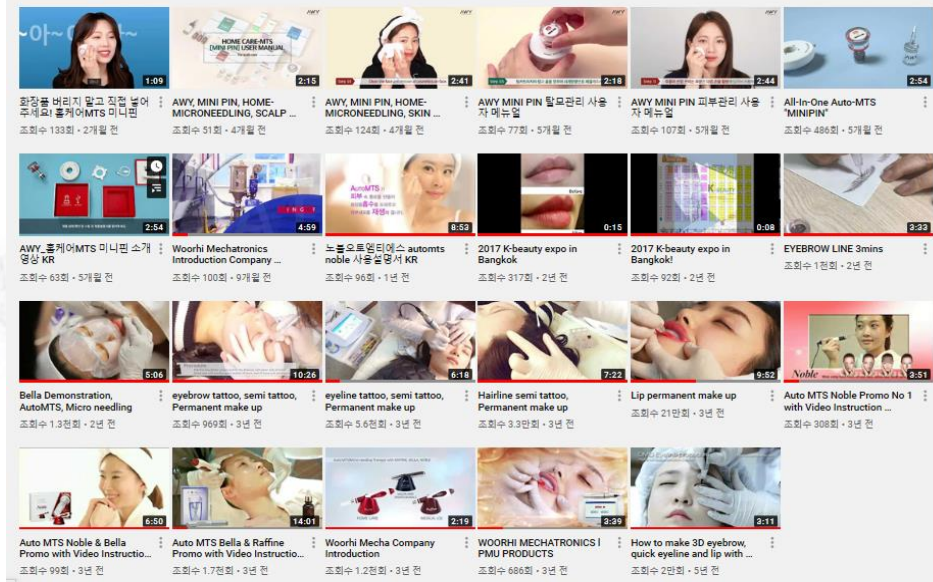 ~아~
AWY
1:09
HOME CARE-MTS
[MINI PIN] USER MANUAL
2:15
AWY
2:41
AWY
2:18
AWY
2:44
2:54
화장품 버리지 말고 직접 넣어
주세요! 홈케어MTS 미니핀
조회수 133회 • 2개월 전
AWY, MINI PIN, HOME-
MICRONEEDLING, SCALP ...
조회수 51회 • 4개월 전
AWY, MINI PIN, HOME-
MICRONEEDLING, SKIN ...
조회수 124회 • 4개월 전
AWY MINI PIN 탈모관리 사용
자 메뉴얼
조회수 77회 • 5개월 전
AWY MINI PIN 피부관리 사용
자 메뉴얼
조회수 107회 • 5개월 전
All-In-One Auto-MTS
"MINIPIN"
조회수 486회 • 5개월 전
2:54
ING T
4:59
AutoMTS은
8:53
Before
0:15
K-BEAUTY
0:08
3:33
AWY_홈케어MTS 미니핀 소개
영상 KR
조회수 63회 • 5개월 전
Woorhi Mechatronics
Introduction Company ...
조회수 100회 • 9개월 전
노블오토엠티에스 automts
noble 사용설명서 KR
조회수 96회 • 1년 전
2017 K-beauty expo in
Bangkok
조회수 317회 • 2년 전
2017 K-beauty expo in
Bangkok!
조회수 92회 • 2년 전
EYEBROW LINE 3mins
조회수 1천회 • 2년 전
5:06
10:26
6:18
7:22
9:52
Noble
3:51
Bella Demonstration,
AutoMTS, Micro needling
조회수 1.3천회 • 2년 전
eyebrow tattoo, semi tattoo,
Permanent make up
조회수 969회 • 3년 전
eyeline tattoo, semi tattoo,
Permanent make up
조회수 5.6천회 • 3년 전
Hairline semi tattoo,
Permanent make up
조회수 3.3만회 • 3년 전
Lip permanent make up
조회수 21만회 • 3년 전
Auto MTS Noble Promo No 1
with Video Instruction ...
조회수 308회 • 3년 전
6:50
14:01
HOME CARE
2:19
3:39
3:11
Auto MTS Noble & Bella
Promo with Video Instructio...
조회수 99회 • 3년 전
Auto MTS Bella & Raffine
Promo with Video Instructio...
조회수 1.7천회 • 3년 전
Woorhi Mecha Company
Introduction
조회수 1.2천회 • 3년 전
WOORHI MECHATRONICS l
PMU PRODUCTS
조회수 686회 • 3년 전
How to make 3D eyebrow,
quick eyeline and lip with ...
조회수 2만회 • 5년 전